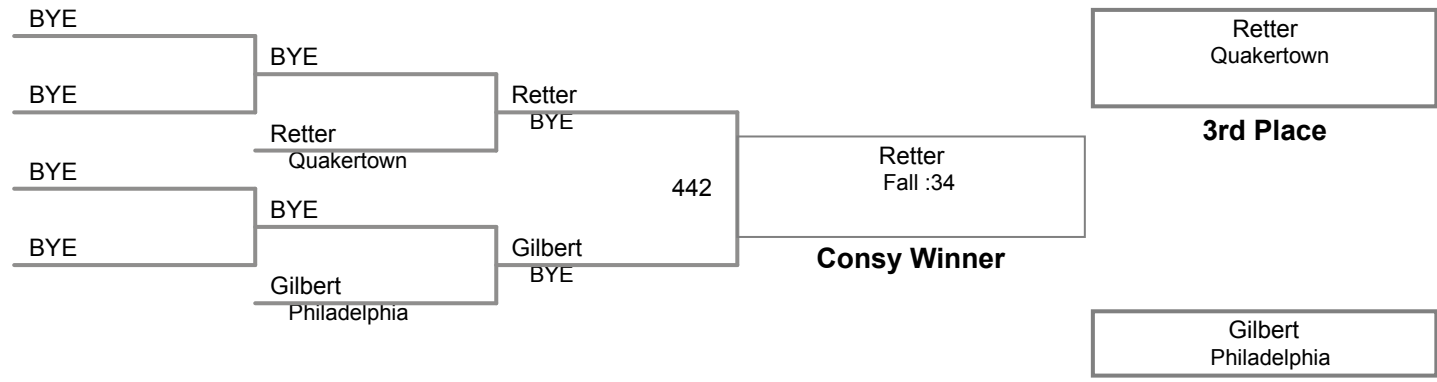 BYE
BYE
BYE
Retter
Quakertown
Retter
BYE
BYE
BYE
BYE
Gilbert
Philadelphia
Gilbert
BYE
442
Retter
Fall :34
Consy Winner
Retter
Quakertown
3rd Place
Gilbert
Philadelphia